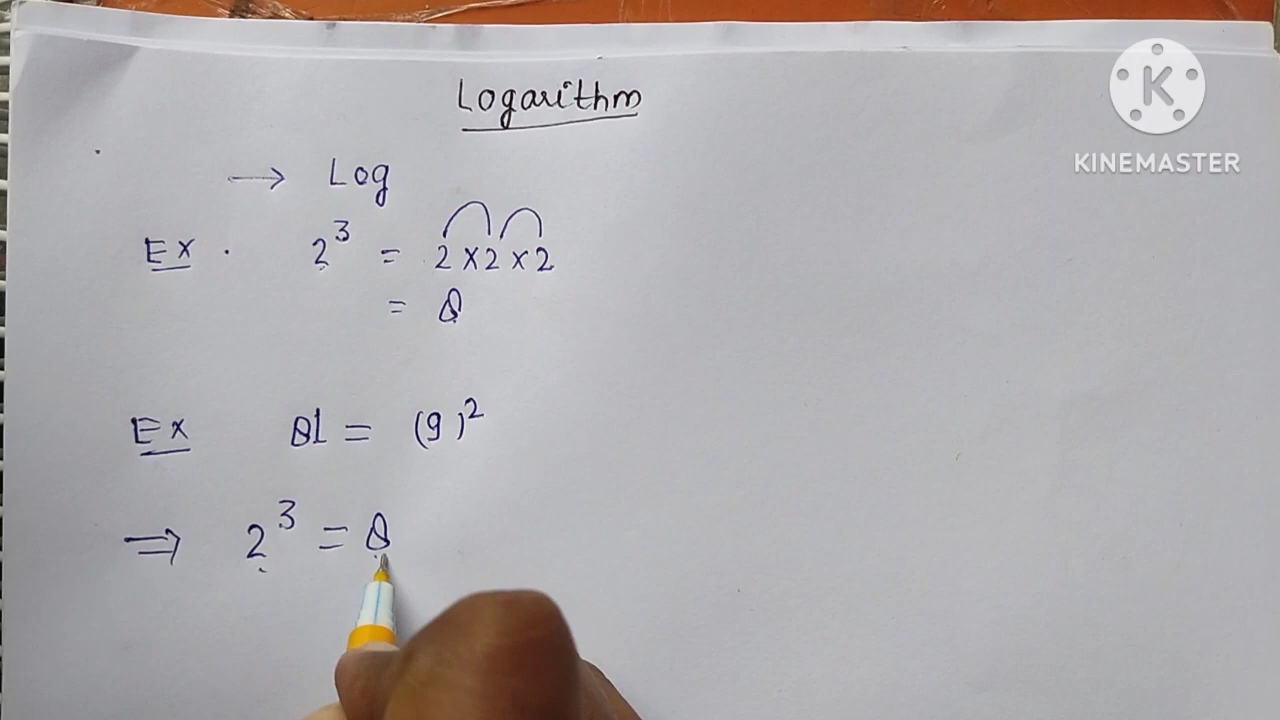 Logarithm
K
KINEMASTER
→ Log
Ex . 2³ = 2×2×2
= 8
Ex 81 = (9)²
⇒ 2³ = 8